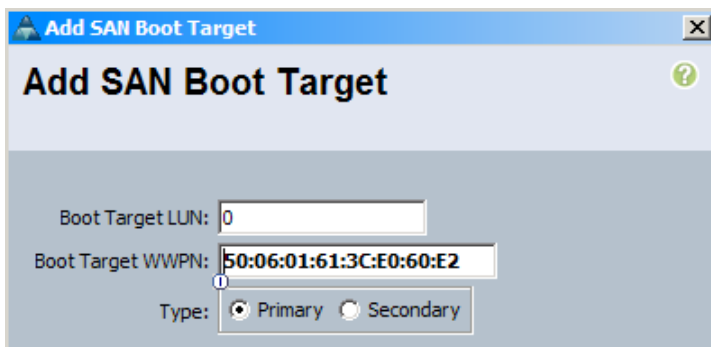 Add SAN Boot Target
Add SAN Boot Target
Boot Target LUN: 0
Boot Target WWPN: 50:06:01:61:3C:E0:60:E2
Type: Primary Secondary